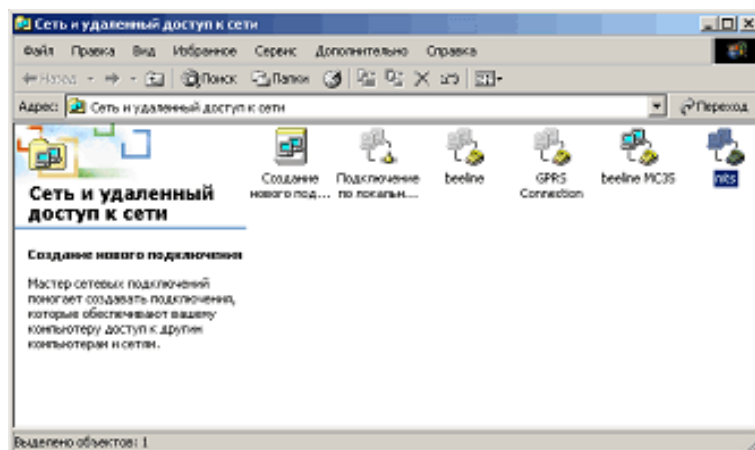 Сеть и удаленный доступ к сети
Файл Правка Вид Избранное Сервис Дополнительно Справка
Назад Поиск Папки
Адрес: Сеть и удаленный доступ к сети Переход
Создание нового под...
Подключение по локальн...
beeline
GPRS Connection
beeline MC35
nits
Сеть и удаленный
доступ к сети
Создание нового подключения
Мастер сетевых подключений
помогает создавать подключения,
которые обеспечивают вашему
компьютеру доступ к другим
компьютерам и сетям.
Выделено объектов: 1